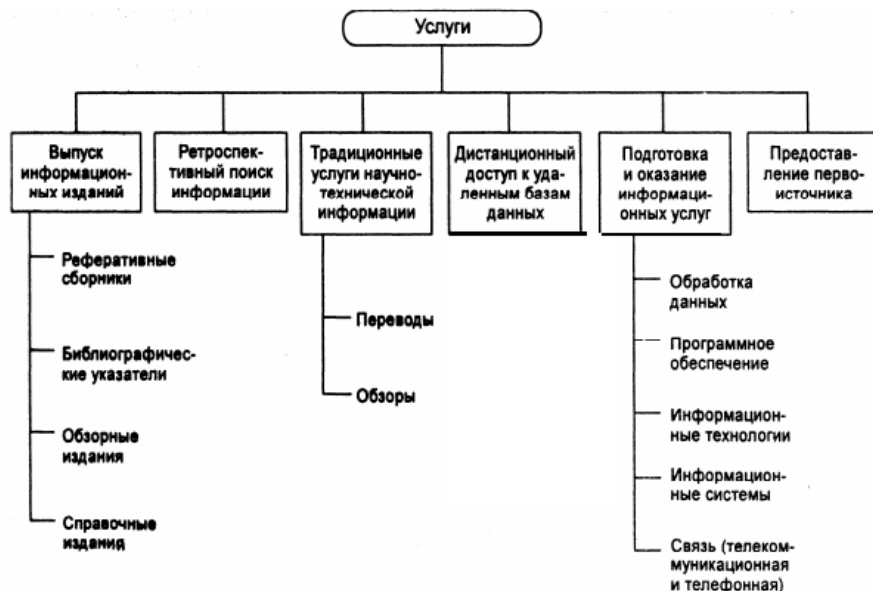 Услуги
Выпуск
информацион-
ных изданий
Ретроспек-
тивный поиск
информации
Традиционные
услуги научно-
технической
информации
Дистанционный
доступ к уда-
ленным базам
данных
Подготовка
и оказание
информаци-
онных услуг
Предостав-
ление перво-
источника
Реферативные
сборники
Библиографичес-
кие указатели
Обзорные
издания
Справочные
издания
Переводы
Обзоры
Обработка
данных
Программное
обеспечение
Информацион-
ные технологии
Информацион-
ные системы
Связь (телеком-
муникационная
и телефонная)